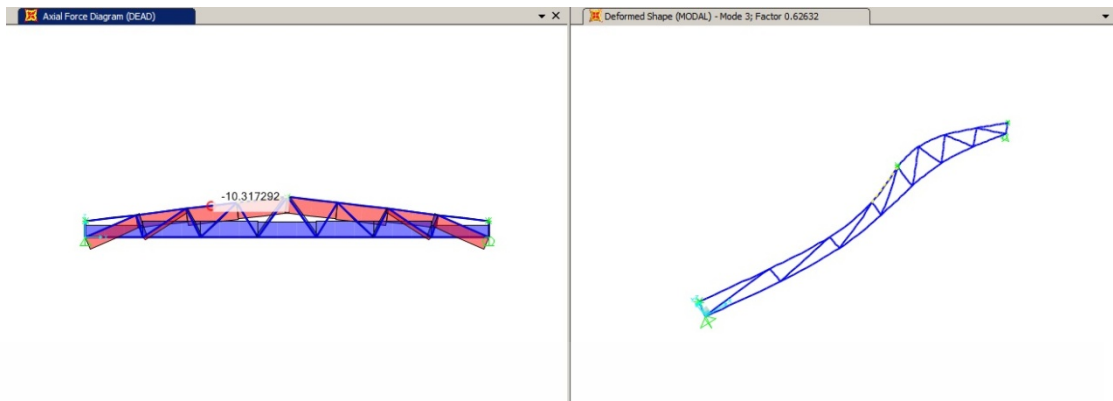 Axial Force Diagram (DEAD)
Deformed Shape (MODAL) - Mode 3; Factor 0.62632
-10.317292